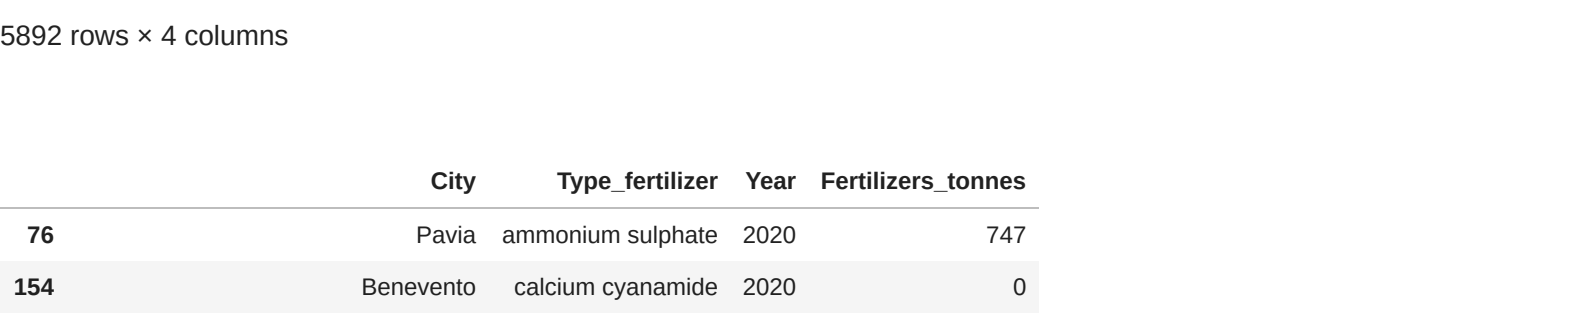 5892 rows × 4 columns
City Type_fertilizer Year Fertilizers_tonnes
76 Pavia ammonium sulphate 2020 747
154 Benevento calcium cyanamide 2020 0